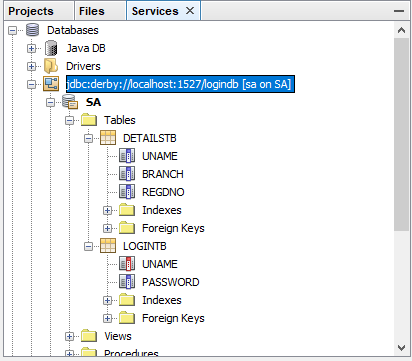 Projects Files Services ×
Databases
Java DB
Drivers
jdbc:derby://localhost:1527/logindb [sa on SA]
SA
Tables
DETAILSTB
UNAME
BRANCH
REGDNO
Indexes
Foreign Keys
LOGINTB
UNAME
PASSWORD
Indexes
Foreign Keys
Views
Procedures